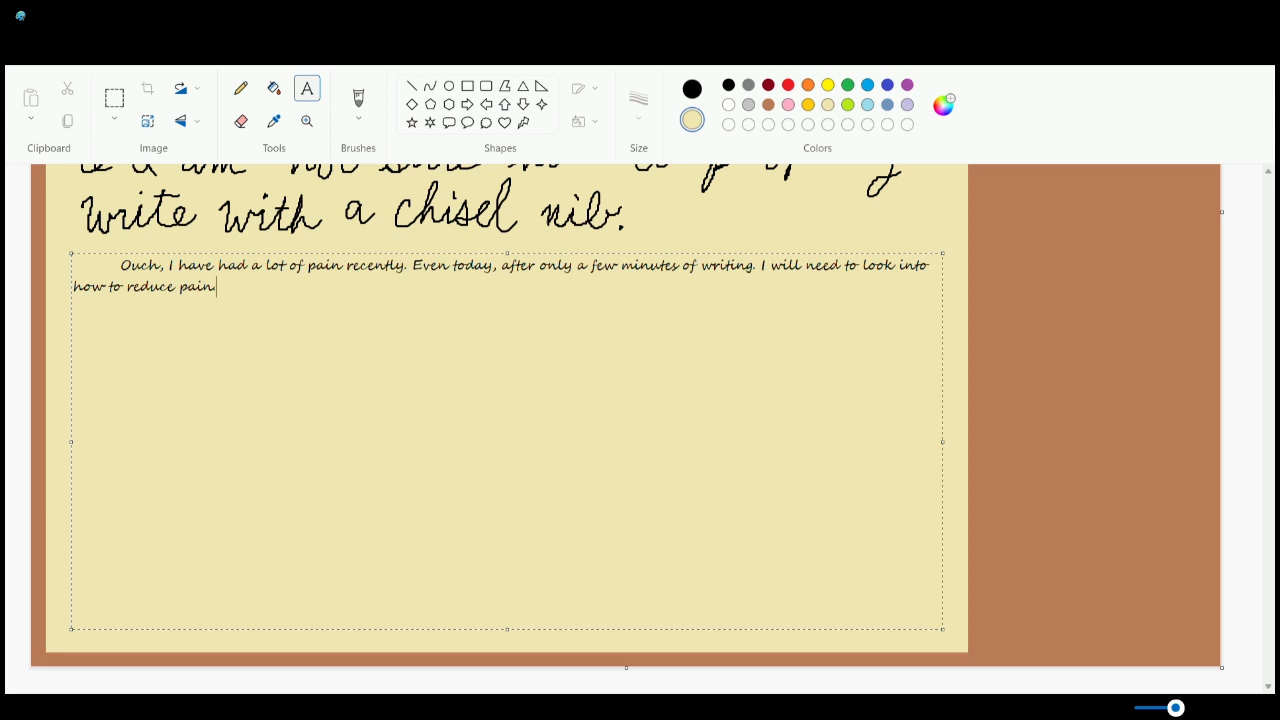 Clipboard
Image
Tools
Brushes
Shapes
Size
Colors
write with a chisel nib.
Ouch, I have had a lot of pain recently. Even today, after only a few minutes of writing. I will need to look into
how to reduce pain.